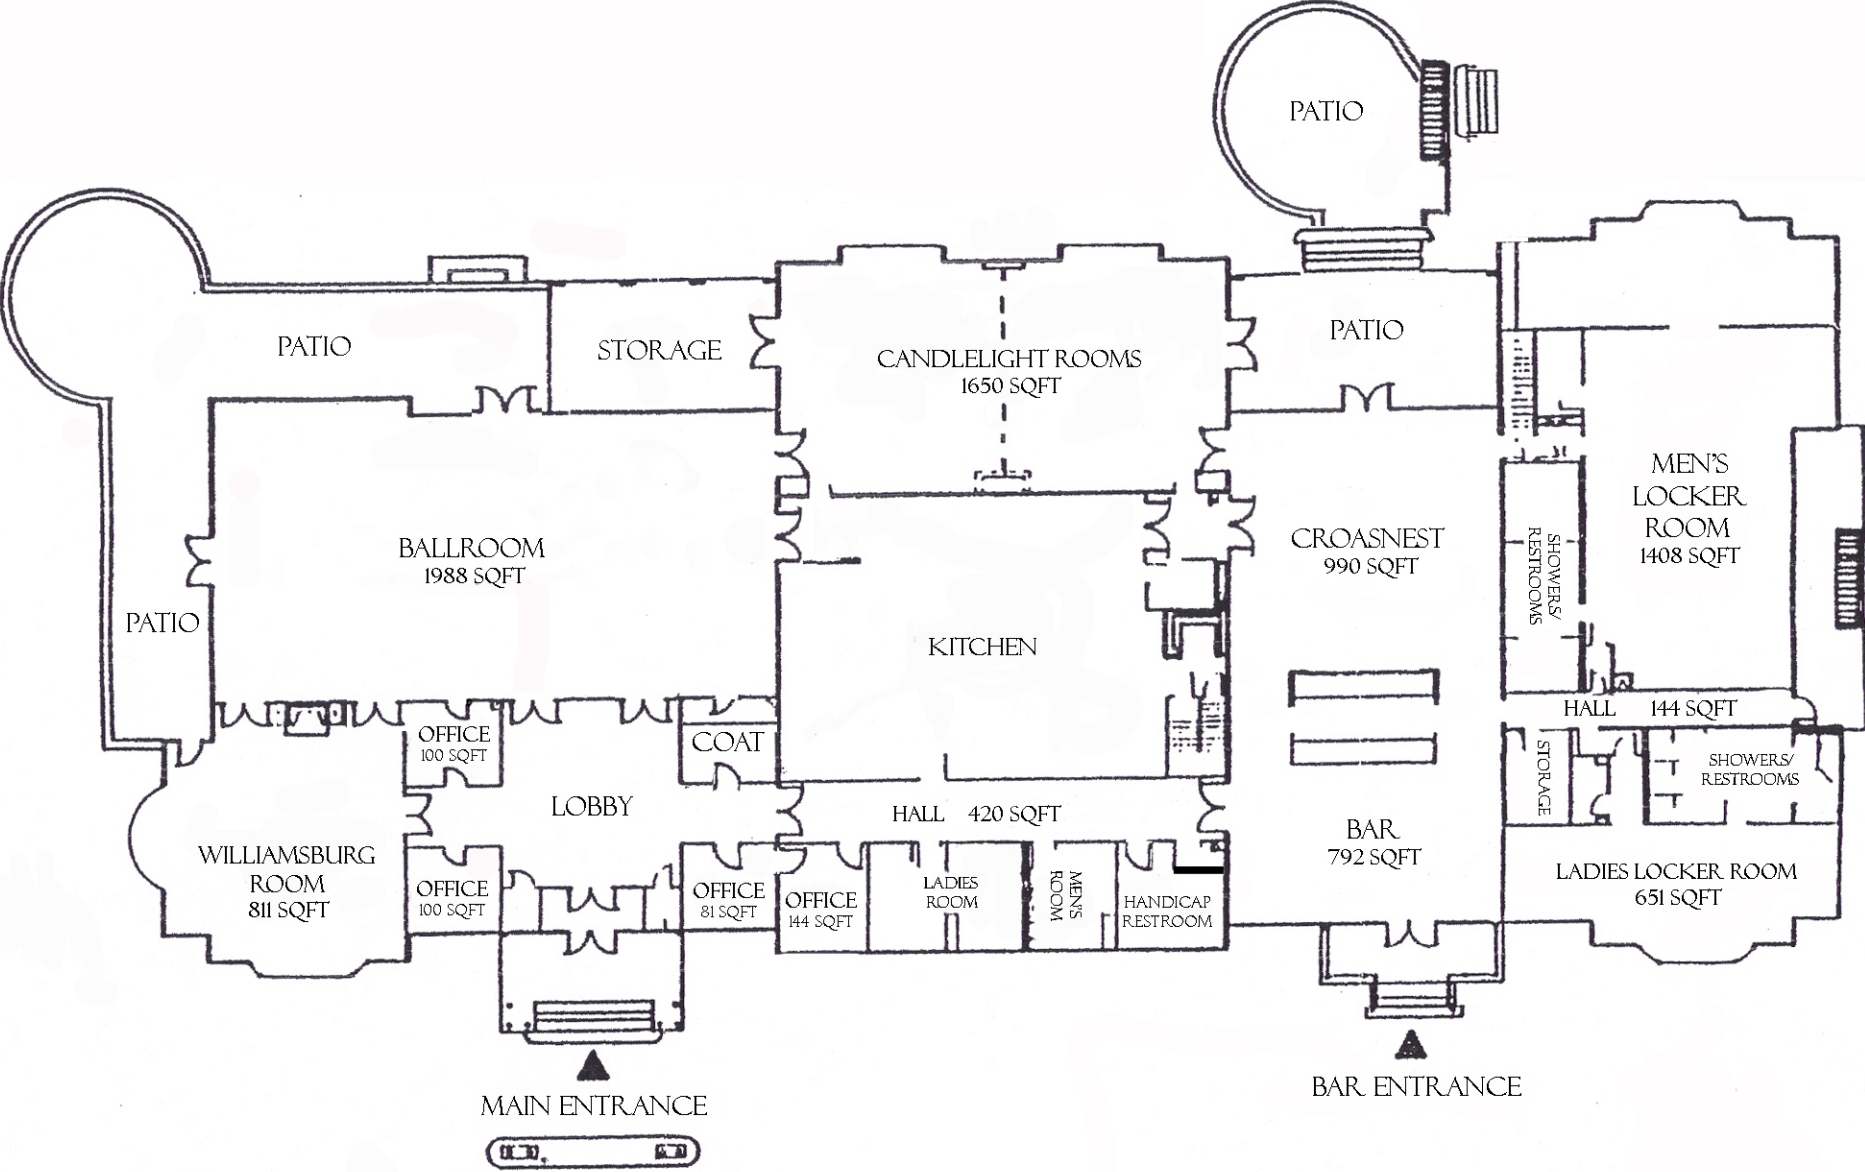 PATIO
PATIO
STORAGE
CANDLELIGHT ROOMS
1650 SQFT
PATIO
MEN'S
LOCKER
ROOM
1408 SQFT
BALLROOM
1988 SQFT
CROASNEST
990 SQFT
SHOWERS/
RESTROOMS
PATIO
KITCHEN
HALL 144 SQFT
OFFICE
100 SQFT
COAT
STORAGE
SHOWERS/
RESTROOMS
LOBBY
HALL 420 SQFT
BAR
792 SQFT
WILLIAMSBURG
ROOM
811 SQFT
OFFICE
100 SQFT
OFFICE
81 SQFT
OFFICE
144 SQFT
LADIES
ROOM
MEN'S
ROOM
HANDICAP
RESTROOM
LADIES LOCKER ROOM
651 SQFT
MAIN ENTRANCE
BAR ENTRANCE